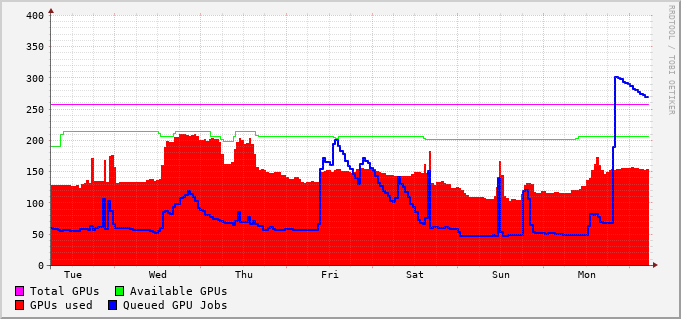 400
350
300
250
200
150
100
50
0
Tue Wed Thu Fri Sat Sun Mon
Total GPUs Available GPUs
GPUs used Queued GPU Jobs
RRDTOOL / TOBI OETIKER